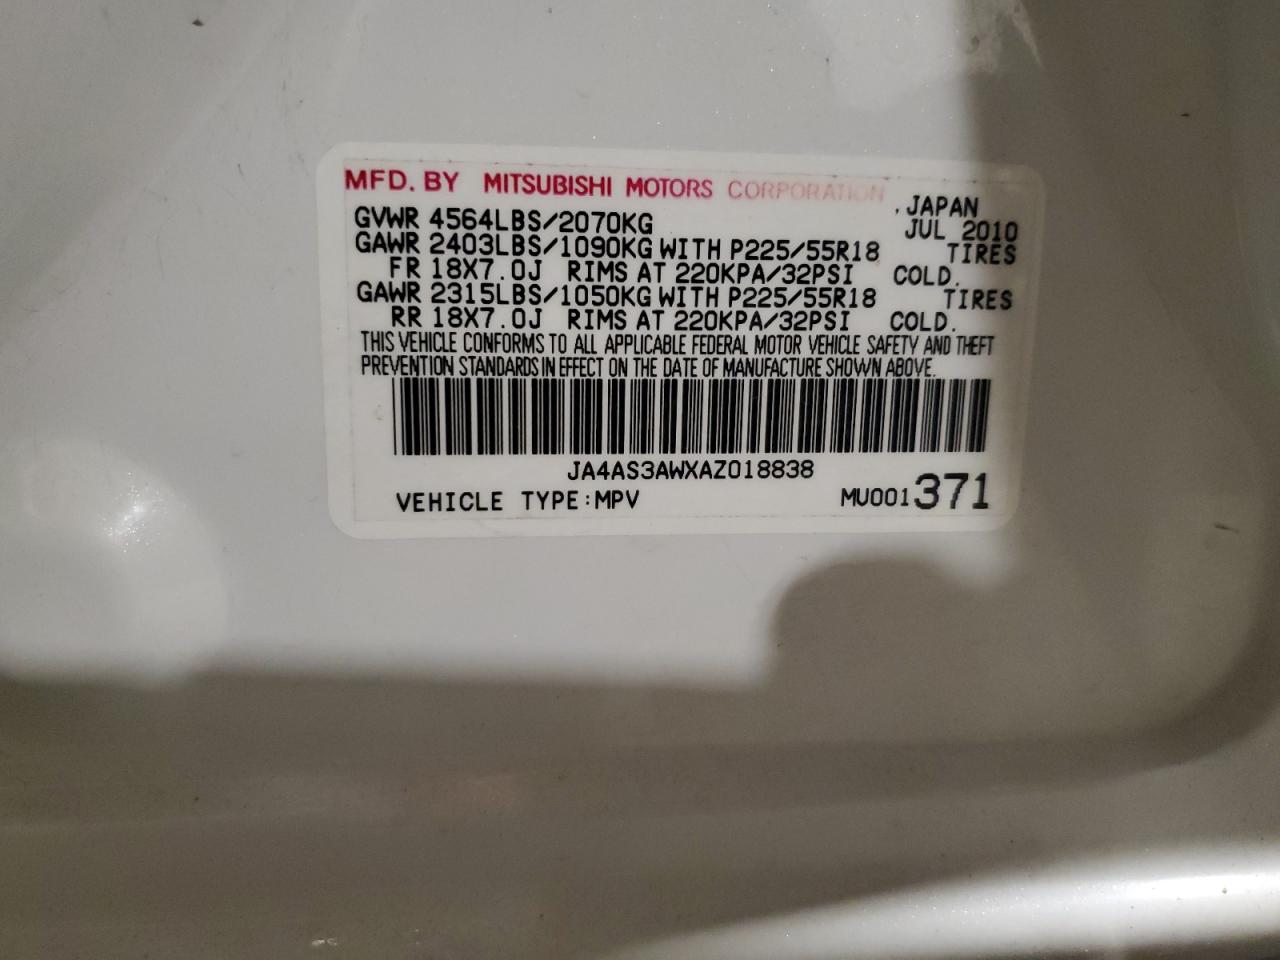 MFD. BY MITSUBISHI MOTORS CORPORATION, JAPAN
GVWR 4564LBS/2070KG JUL 2010
GAWR 2403LBS/1090KG WITH P225/55R18 TIRES
FR 18X7.0J RIMS AT 220KPA/32PSI COLD.
GAWR 2315LBS/1050KG WITH P225/55R18 TIRES
RR 18X7.0J RIMS AT 220KPA/32PSI COLD.
THIS VEHICLE CONFORMS TO ALL APPLICABLE FEDERAL MOTOR VEHICLE SAFETY AND THEFT
PREVENTION STANDARDS IN EFFECT ON THE DATE OF MANUFACTURE SHOWN ABOVE.
JA4AS3AWXAZ018838
VEHICLE TYPE:MPV MU001371